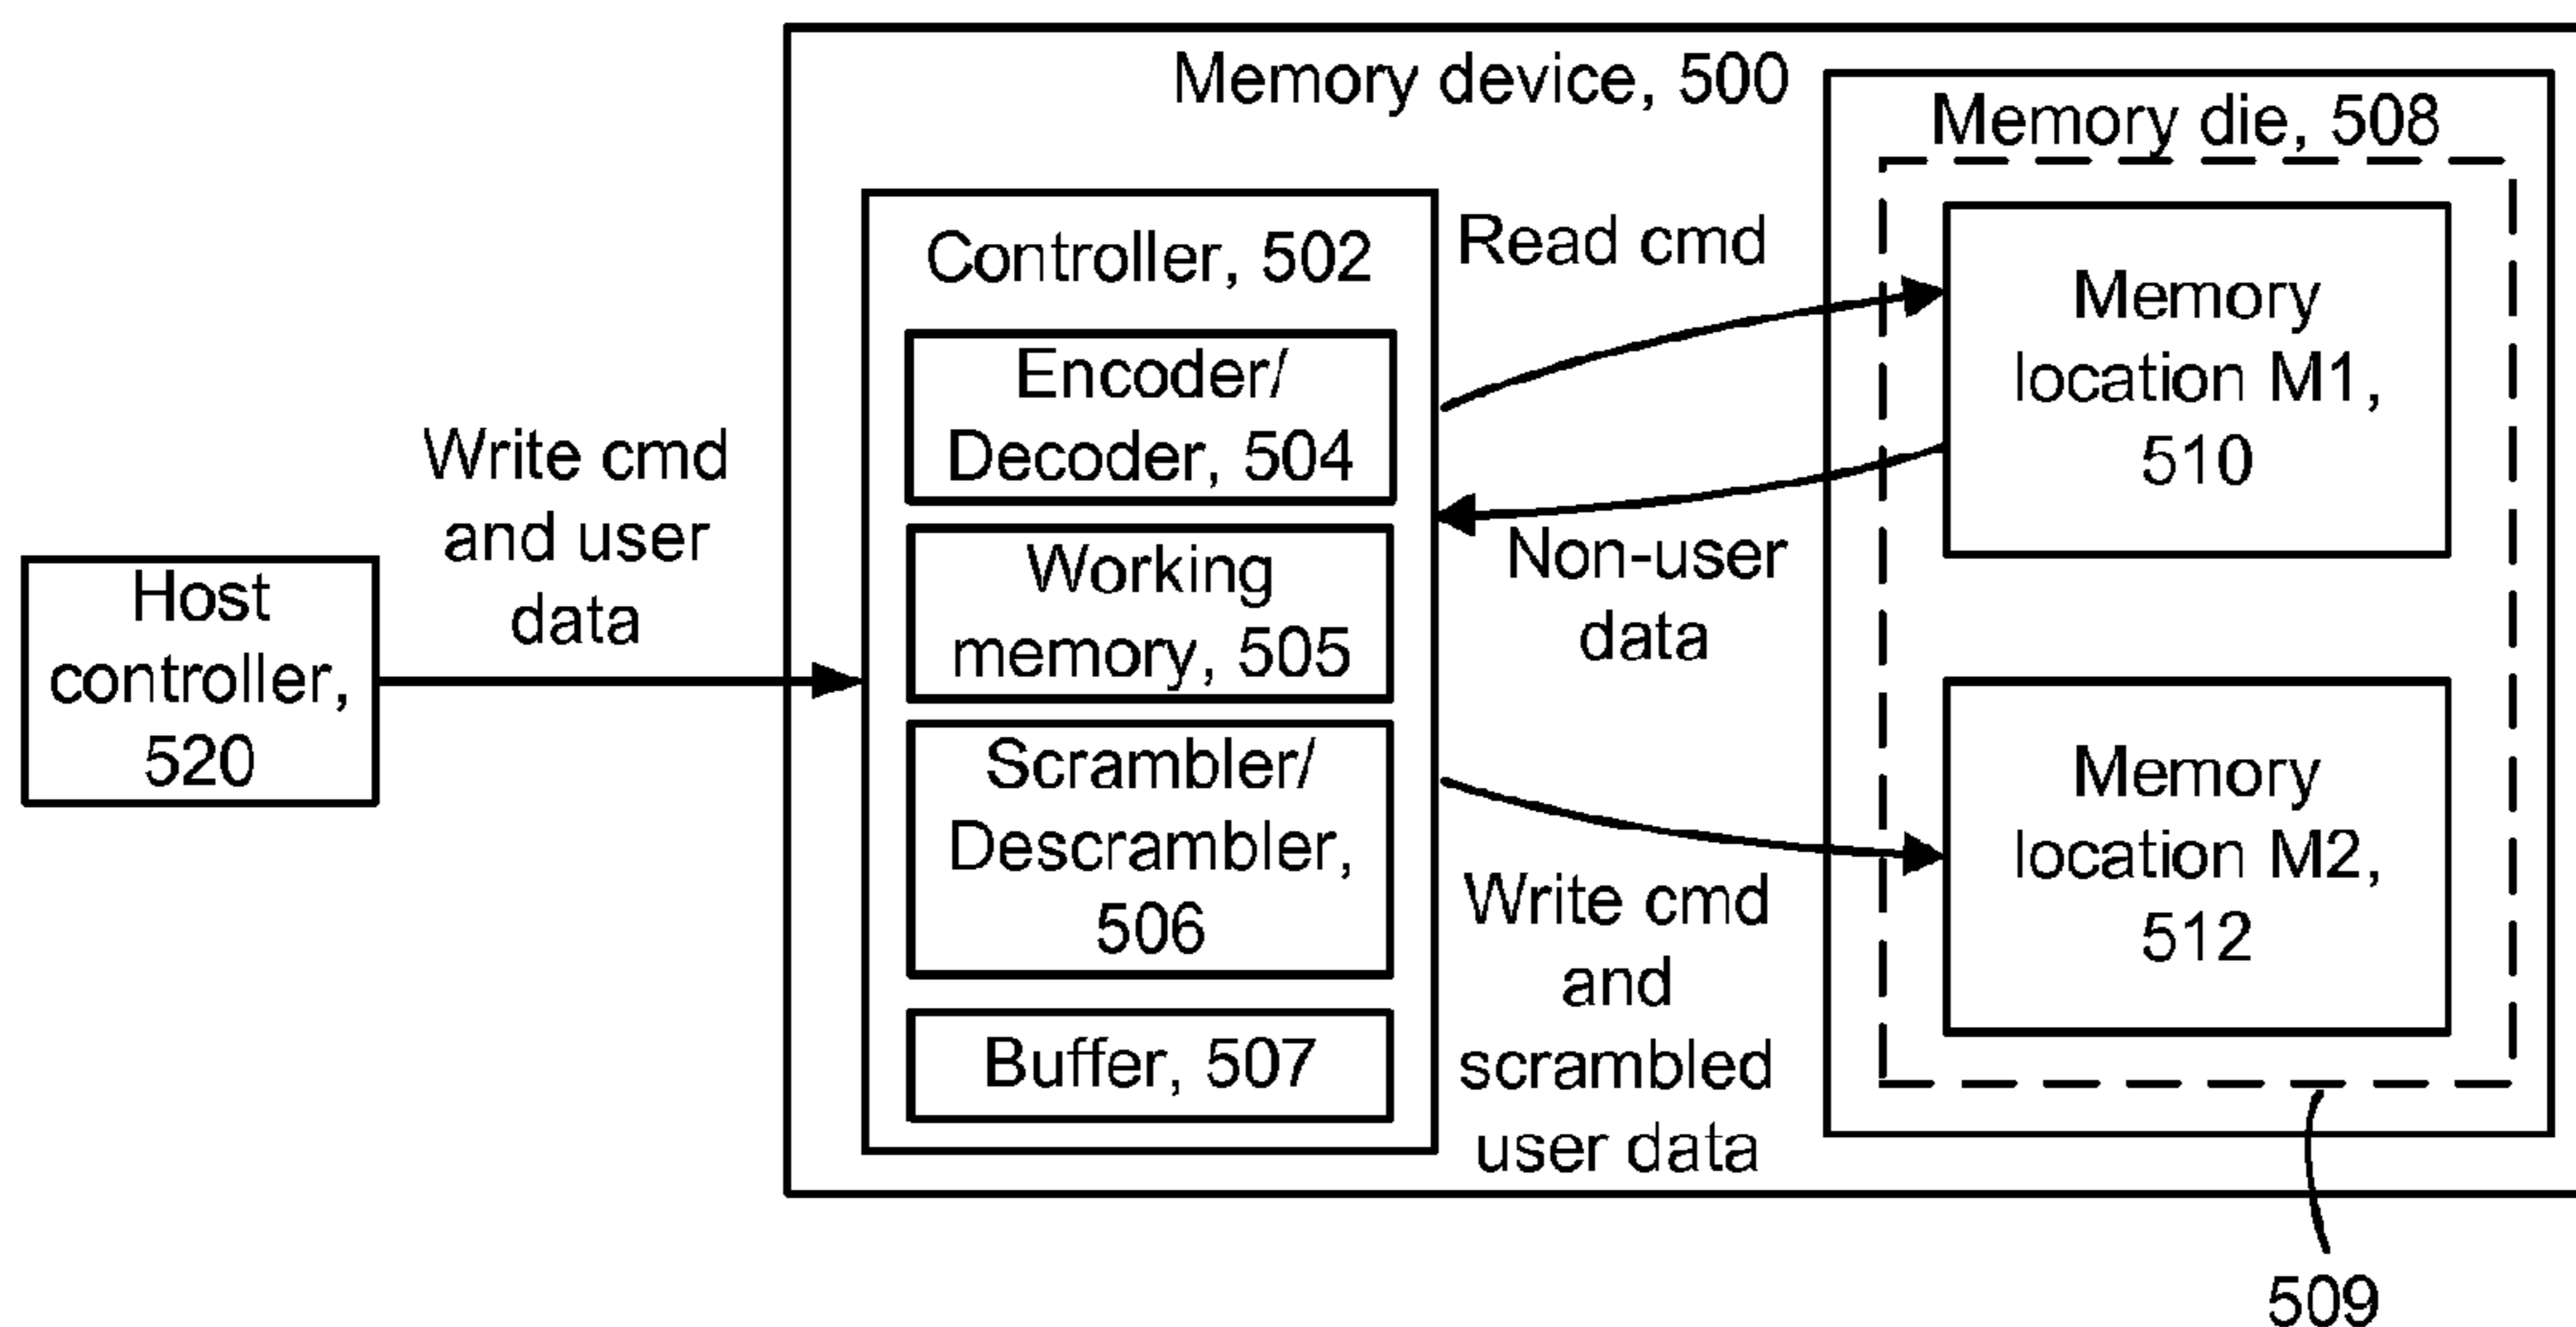 Memory device, 500
Memory die, 508
Controller, 502
Read cmd
Memory
location M1,
510
Encoder/
Decoder, 504
Write cmd
and user
data
Non-user
data
Working
memory, 505
Host
controller,
520
Scrambler/
Descrambler,
506
Memory
location M2,
512
Write cmd
and
scrambled
user data
Buffer, 507
509